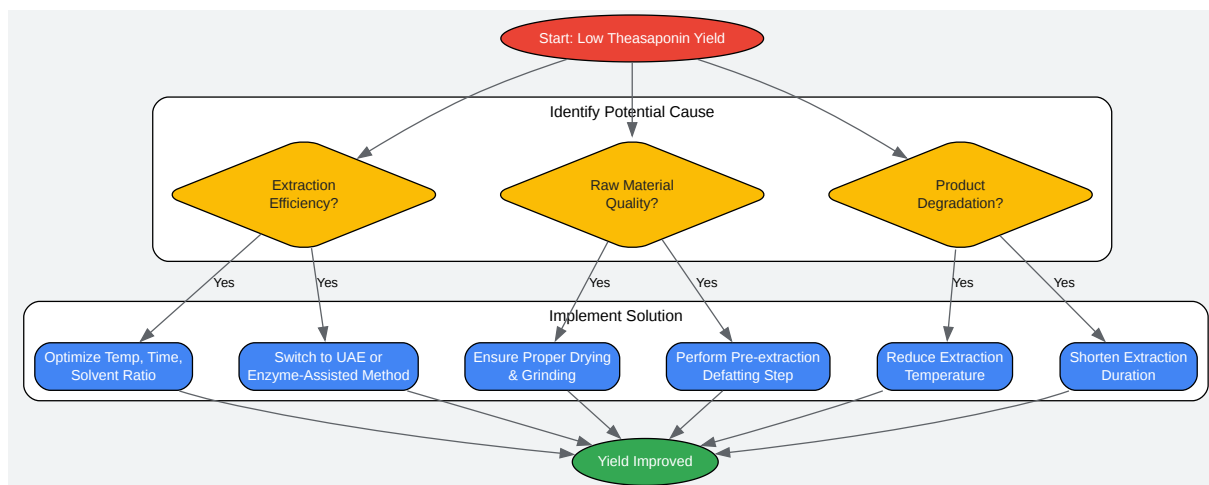 Start: Low Theasaponin Yield
Identify Potential Cause
Extraction
Efficiency?
Raw Material
Quality?
Product
Degradation?
Yes
Yes
Yes
Yes
Yes
Yes
Implement Solution
Optimize Temp, Time,
Solvent Ratio
Switch to UAE or
Enzyme-Assisted Method
Ensure Proper Drying
& Grinding
Perform Pre-extraction
Defatting Step
Reduce Extraction
Temperature
Shorten Extraction
Duration
Yield Improved